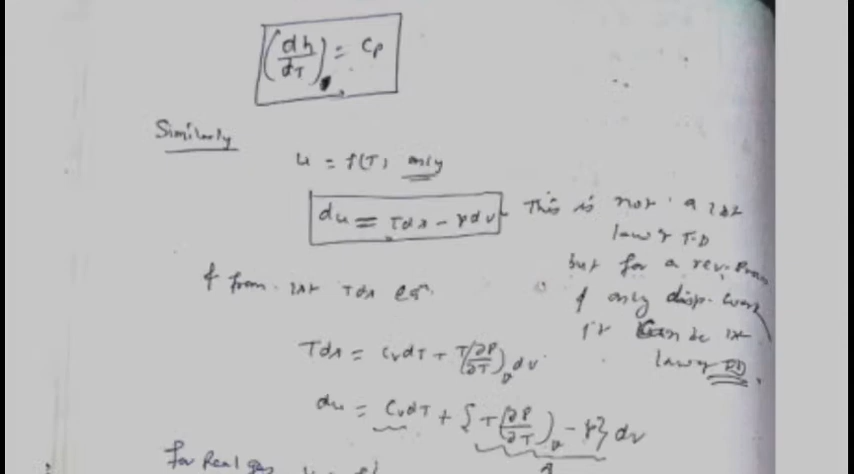 (dh/dT) = Cp
Similarly
u = f(T) only
du = Tds - pdv This is not a 1st
law of T.D
but for a rev.
& from 1st Tds eqn.
& only disp. work
it can be 1st
Tds = CvdT + T(∂P/∂T)v dv
law of TD.
du = CvdT + {T(∂P/∂T)v - p} dv
For Real gas